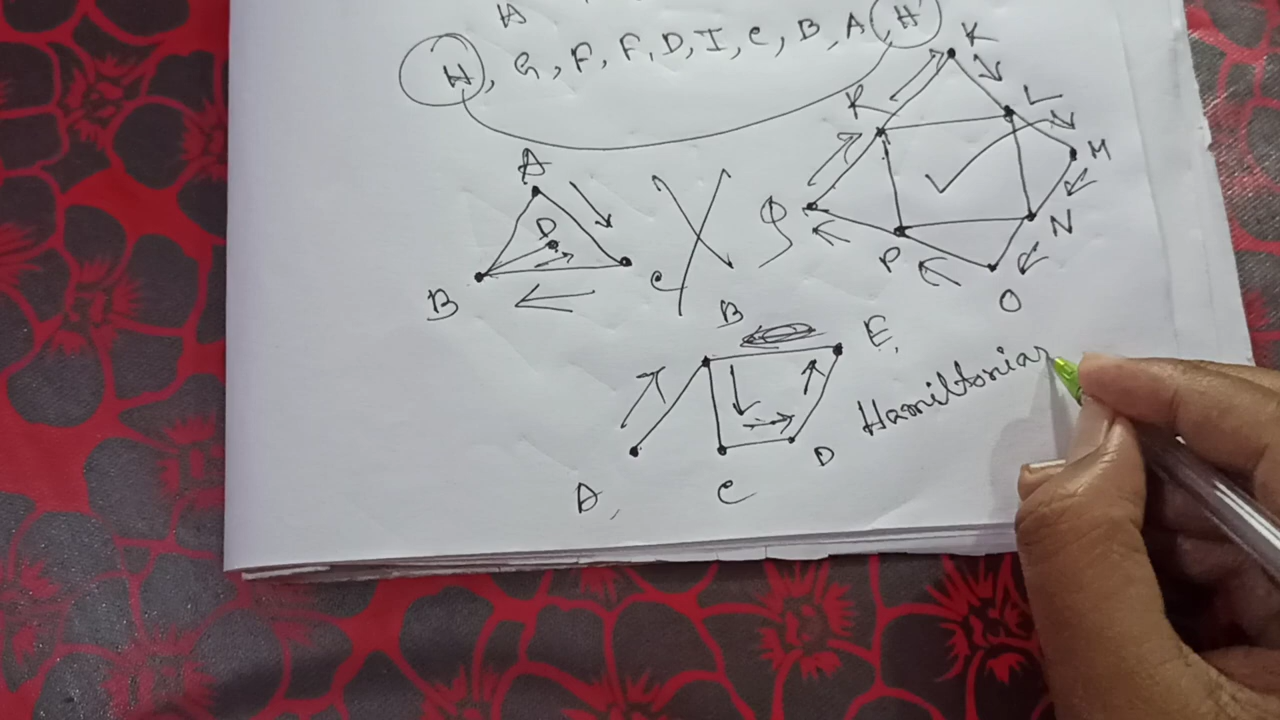 H, G, F, F, D, I, C, B, A, H
K
R
L
M
A
D
Q
N
P
C
B
O
B
E,
Hamiltonian
D
A,
C